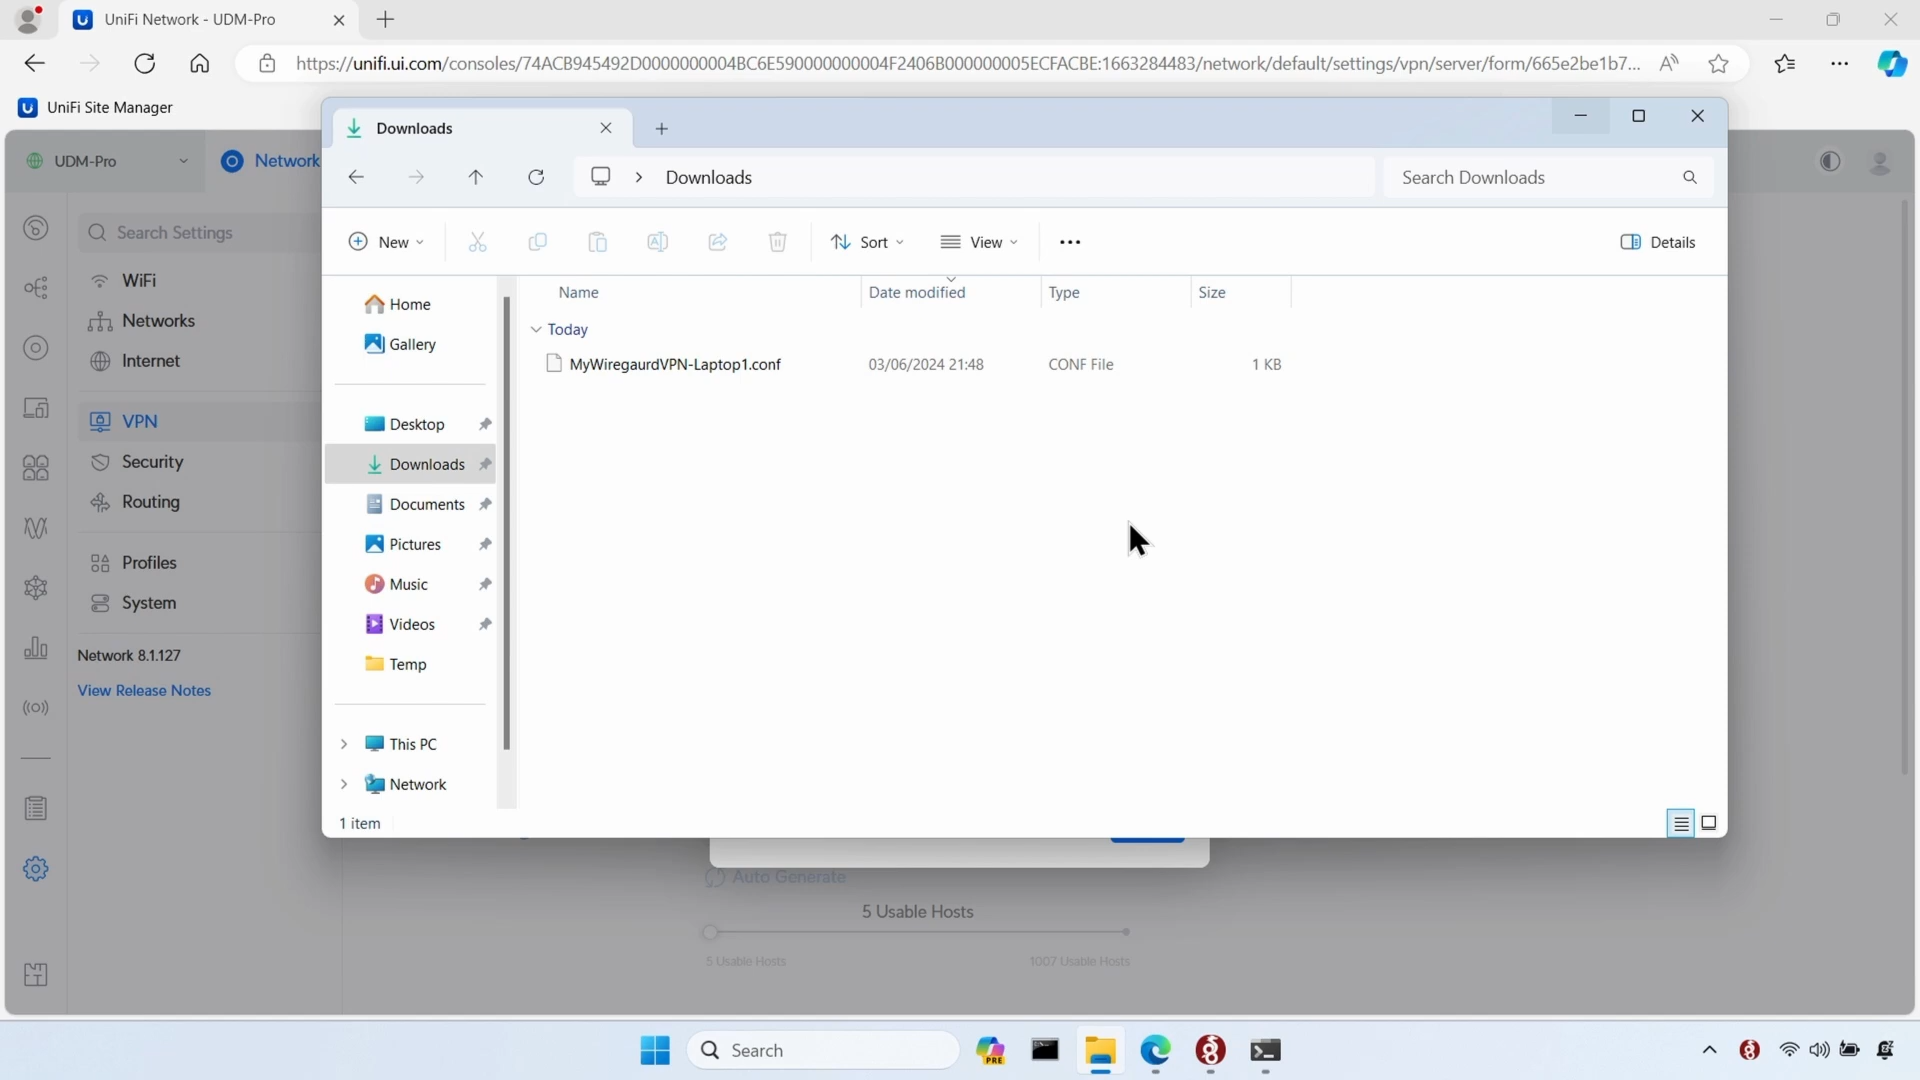 UniFi Network - UDM-Pro
https://unifi.ui.com/consoles/74ACB945492D0000000004BC6E590000000004F2406B000000005ECFACBE:1663284483/network/default/settings/vpn/server/form/665e2be1b7...
UniFi Site Manager
UDM-Pro
Network
Search Settings
WiFi
Networks
Internet
VPN
Security
Routing
Profiles
System
Network 8.1.127
View Release Notes
Downloads
Downloads
Search Downloads
New
Sort
View
Details
Home
Gallery
Desktop
Downloads
Documents
Pictures
Music
Videos
Temp
This PC
Network
Name Date modified Type Size
Today
MyWiregaurdVPN-Laptop1.conf 03/06/2024 21:48 CONF File 1 KB
1 item
Auto Generate
5 Usable Hosts
5 Usable Hosts 1007 Usable Hosts
Search
PRE